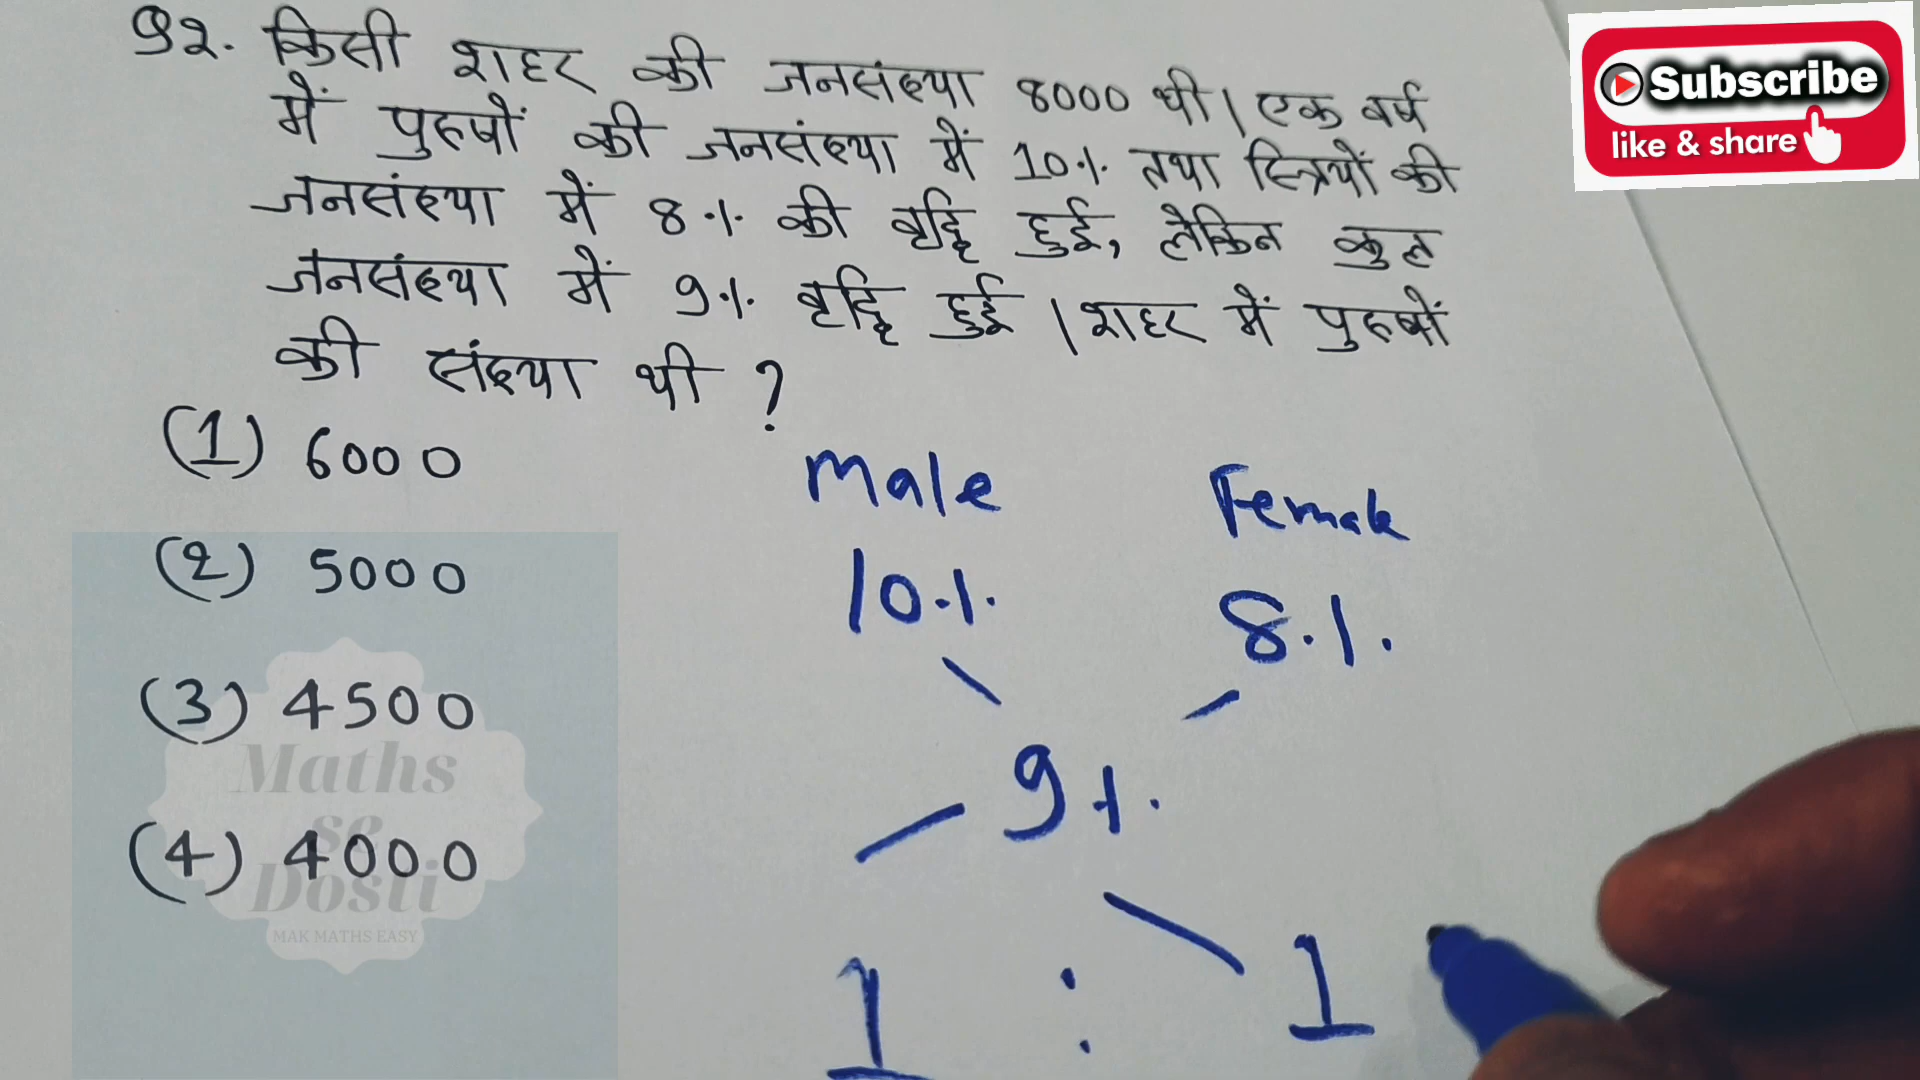 Q2. किसी शहर की जनसंख्या 8000 थी। एक वर्ष
में पुरुषों की जनसंख्या में 10% तथा स्त्रियों की
जनसंख्या में 8% की वृद्धि हुई, लेकिन कुल
जनसंख्या में 9% वृद्धि हुई। शहर में पुरुषों
की संख्या थी ?
(1) 6000
(2) 5000
(3) 4500
(4) 4000
Male Female
10% 8%
9%
1 : 1
Subscribe
like & share
Maths
se
Dosti
MAK MATHS EASY